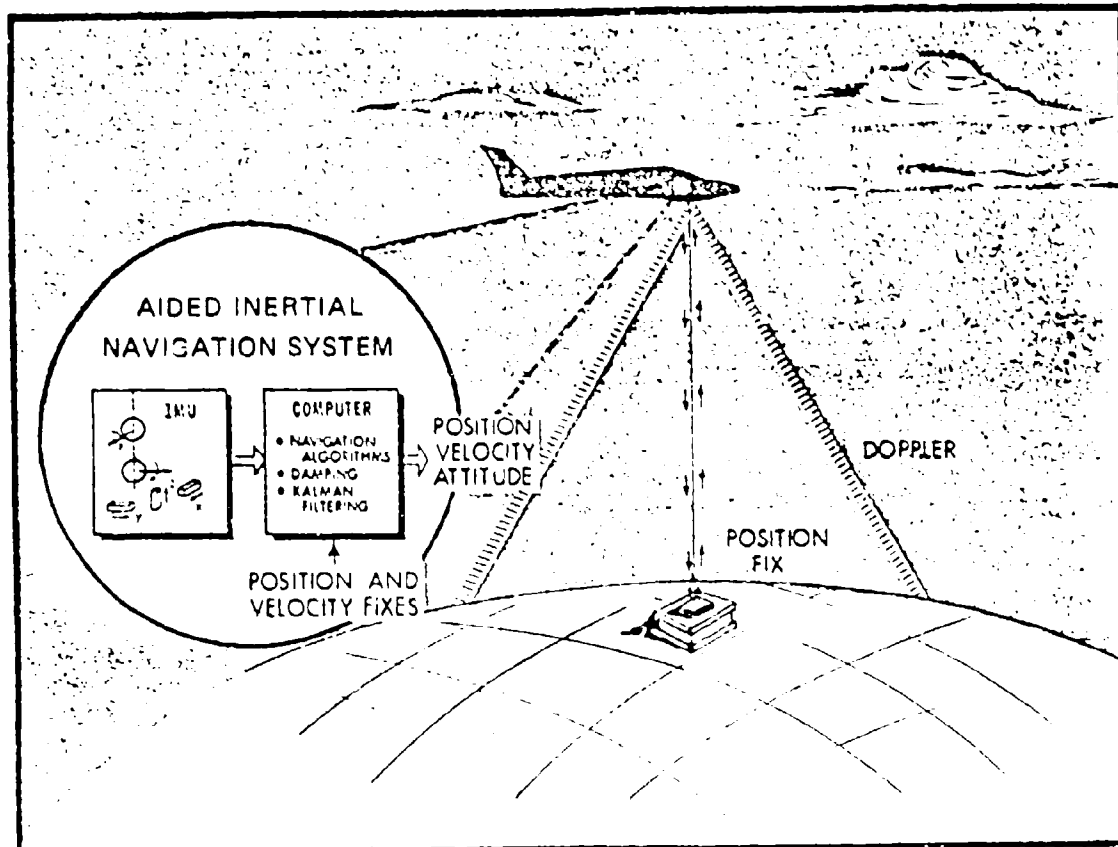 AIDED INERTIAL
NAVIGATION SYSTEM
IMU
COMPUTER
• NAVIGATION
ALGORITHMS
• DAMPING
• KALMAN
FILTERING
POSITION
VELOCITY
ATTITUDE
POSITION AND
VELOCITY FIXES
DOPPLER
POSITION
FIX